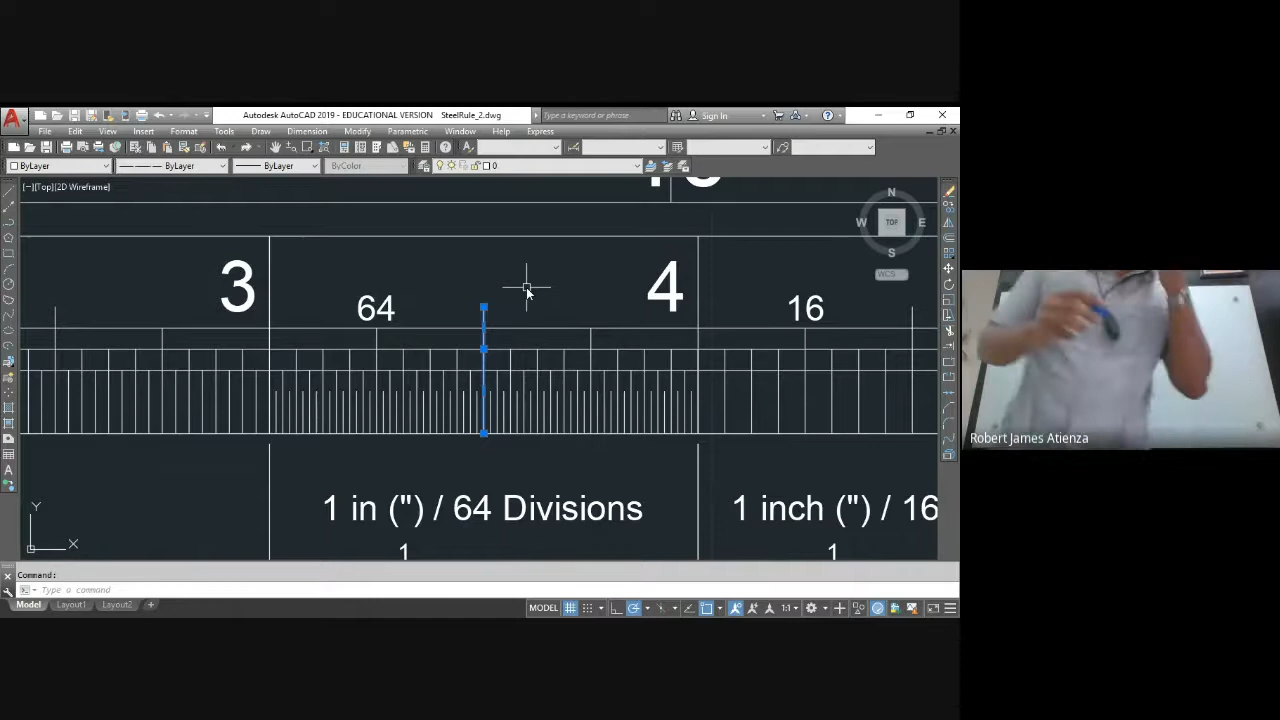 Autodesk AutoCAD 2019 - EDUCATIONAL VERSION SteelRule_2.dwg
Type a keyword or phrase
Sign In
File Edit View Insert Format Tools Draw Dimension Modify Parametric Window Help Express
ByLayer
ByLayer
ByLayer
ByColor
0
[−][Top][2D Wireframe]
N
W TOP E
S
WCS
3 64 4 16
1 in (") / 64 Divisions
1 inch (") / 16
1
1
Y
X
Robert James Atienza
Command:
Type a command
Model Layout1 Layout2 +
MODEL
1:1